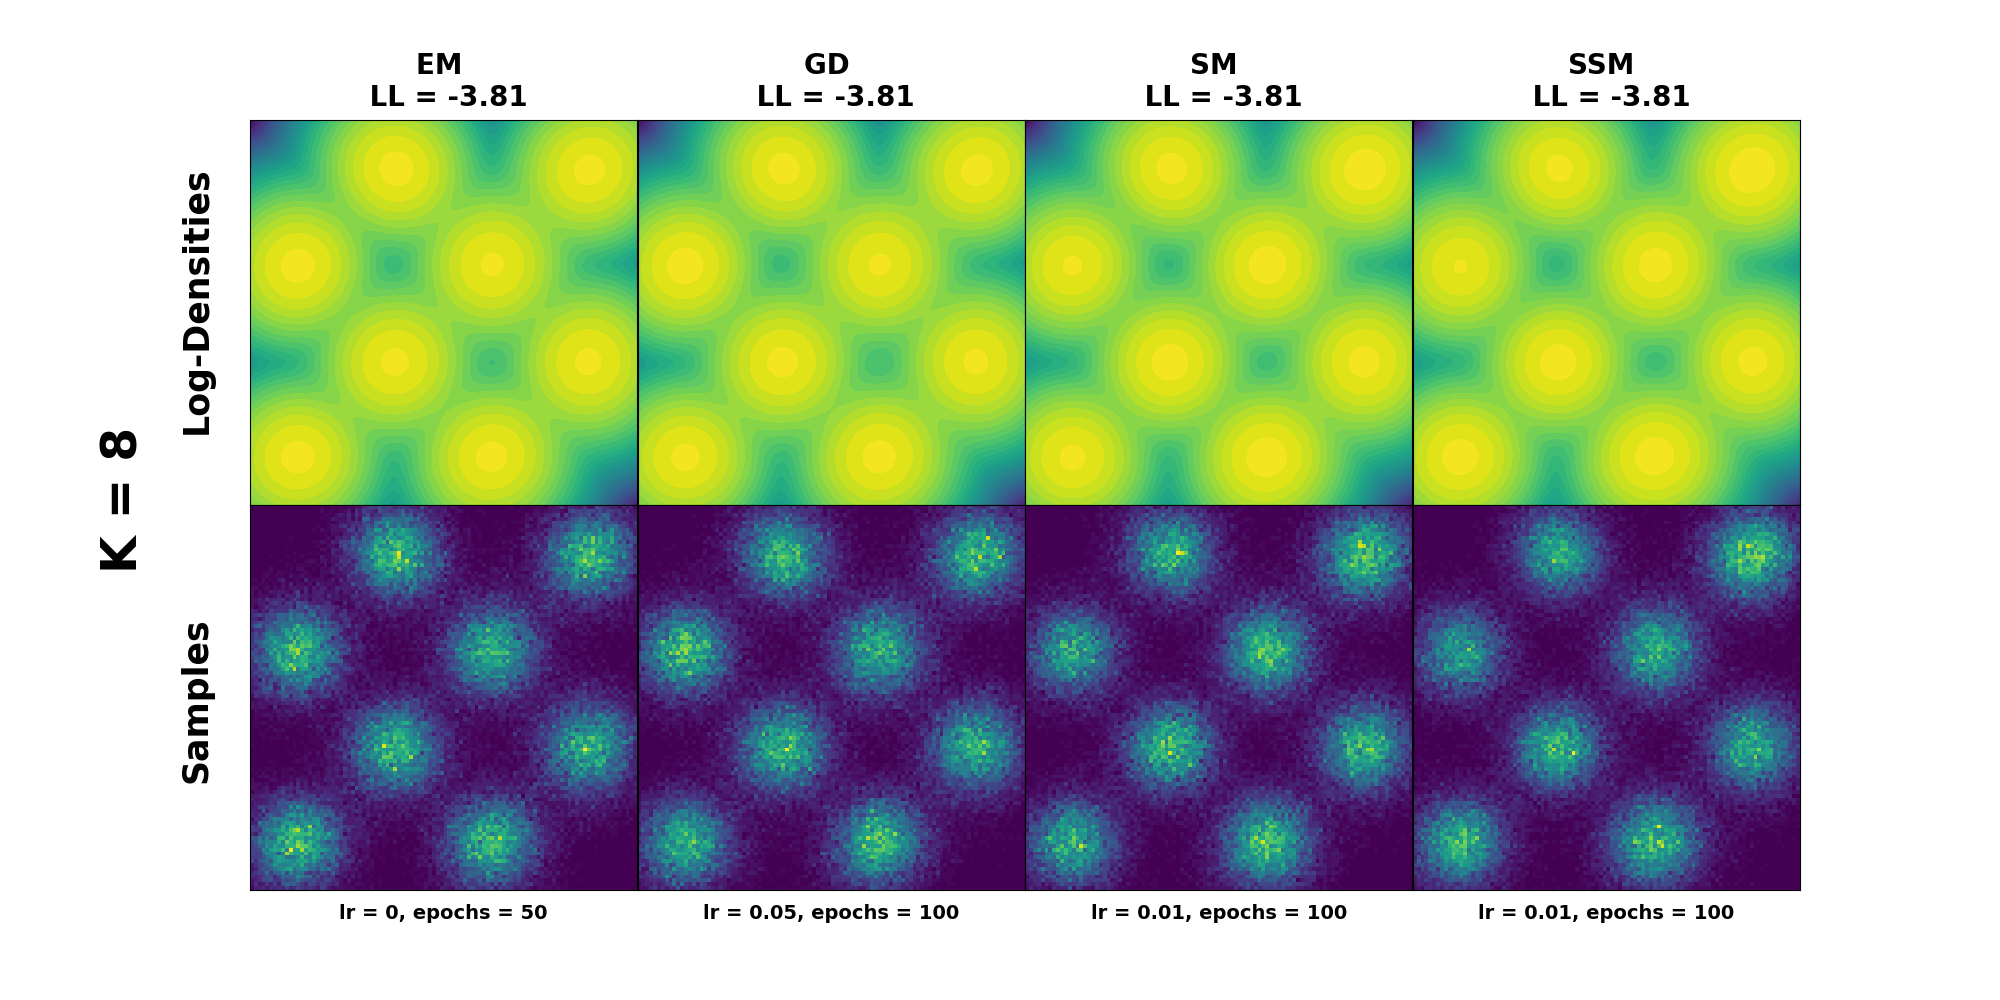 EM
LL = -3.81
GD
LL = -3.81
SM
LL = -3.81
SSM
LL = -3.81
K = 8
Log-Densities
Samples
lr = 0, epochs = 50
lr = 0.05, epochs = 100
lr = 0.01, epochs = 100
lr = 0.01, epochs = 100